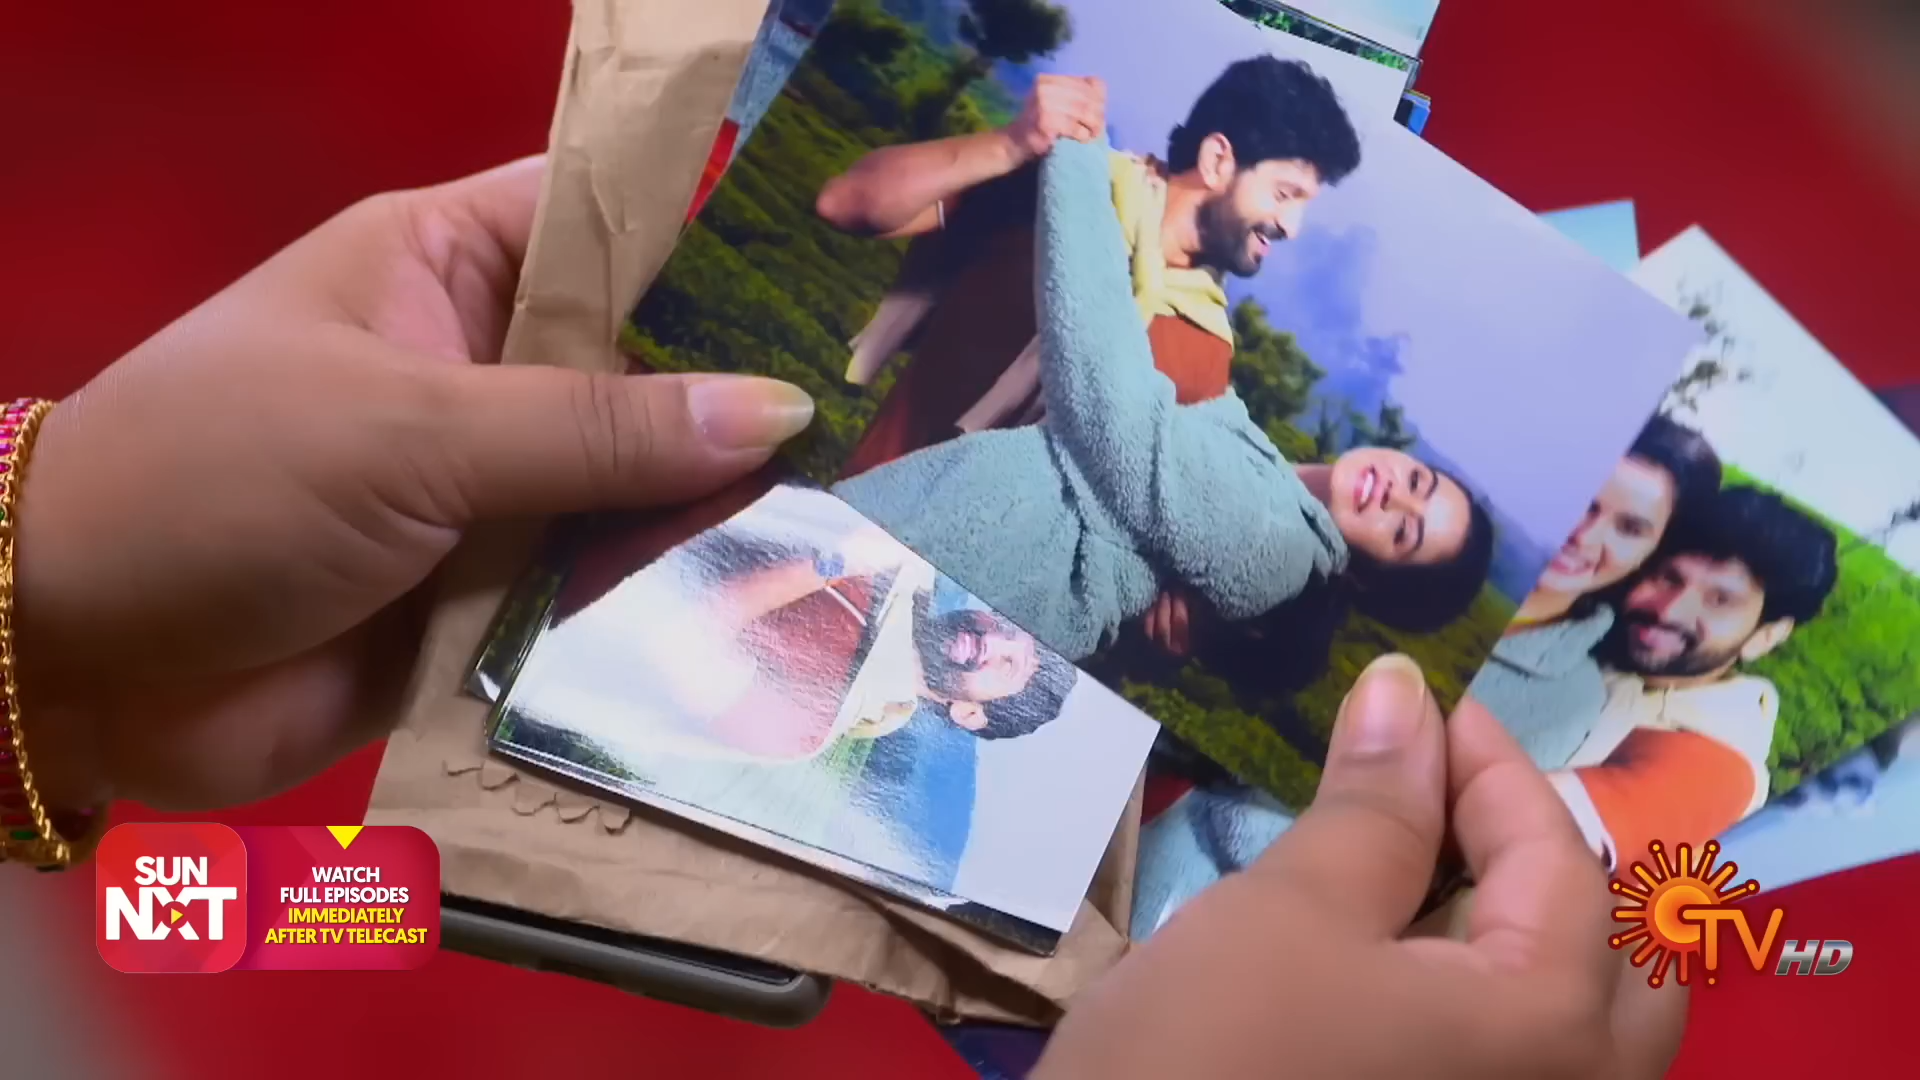 SUN
NXT
WATCH
FULL EPISODES
IMMEDIATELY
AFTER TV TELECAST
TV HD